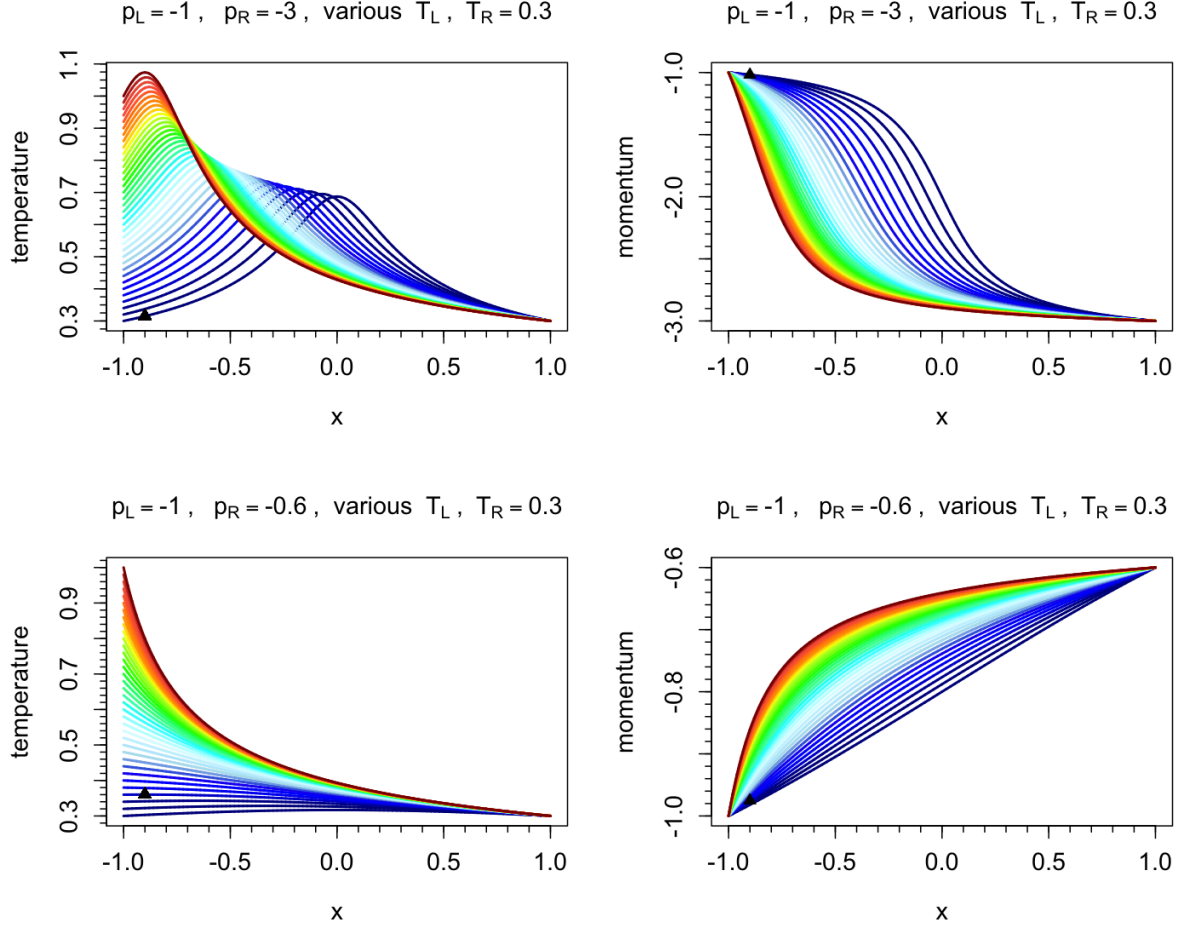 p_L = -1 , p_R = -3 , various T_L , T_R = 0.3
p_L = -1 , p_R = -3 , various T_L , T_R = 0.3
temperature
1.1
0.9
0.7
0.5
0.3
-1.0 -0.5 0.0 0.5 1.0
x
momentum
-1.0
-2.0
-3.0
-1.0 -0.5 0.0 0.5 1.0
x
p_L = -1 , p_R = -0.6 , various T_L , T_R = 0.3
p_L = -1 , p_R = -0.6 , various T_L , T_R = 0.3
temperature
0.9
0.7
0.5
0.3
-1.0 -0.5 0.0 0.5 1.0
x
momentum
-0.6
-0.8
-1.0
-1.0 -0.5 0.0 0.5 1.0
x